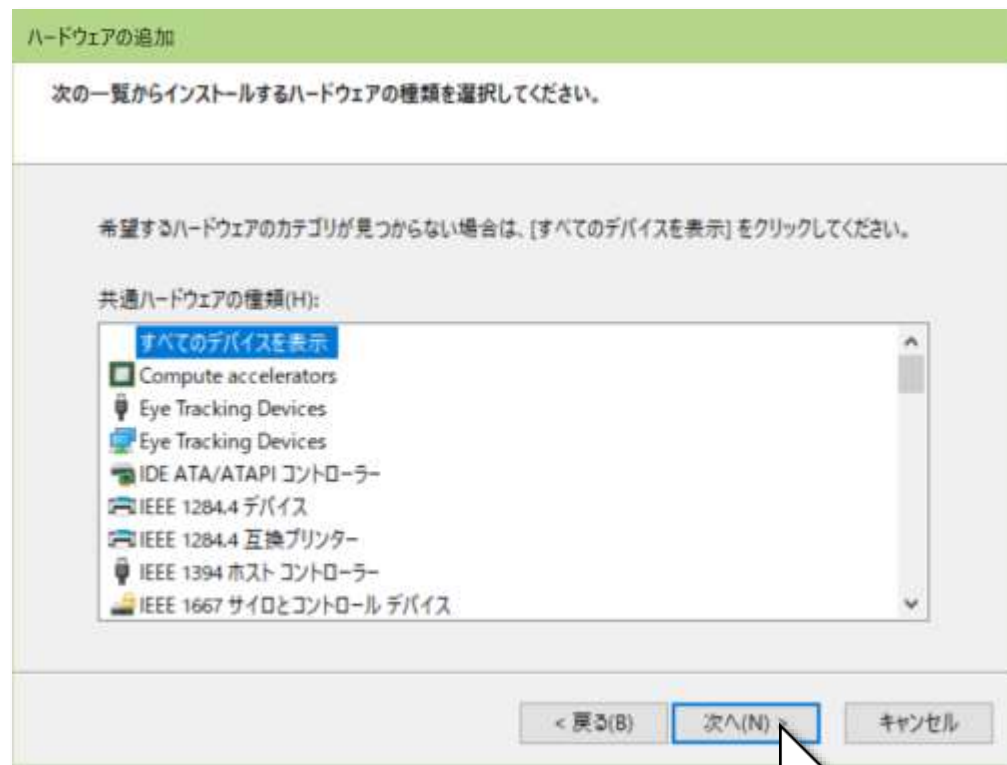 ハードウェアの追加
次の一覧からインストールするハードウェアの種類を選択してください。
希望するハードウェアのカテゴリが見つからない場合は、[すべてのデバイスを表示] をクリックしてください。
共通ハードウェアの種類(H):
すべてのデバイスを表示
Compute accelerators
Eye Tracking Devices
Eye Tracking Devices
IDE ATA/ATAPI コントローラー
IEEE 1284.4 デバイス
IEEE 1284.4 互換プリンター
IEEE 1394 ホスト コントローラー
IEEE 1667 サイロとコントロール デバイス
< 戻る(B) 次へ(N) > キャンセル